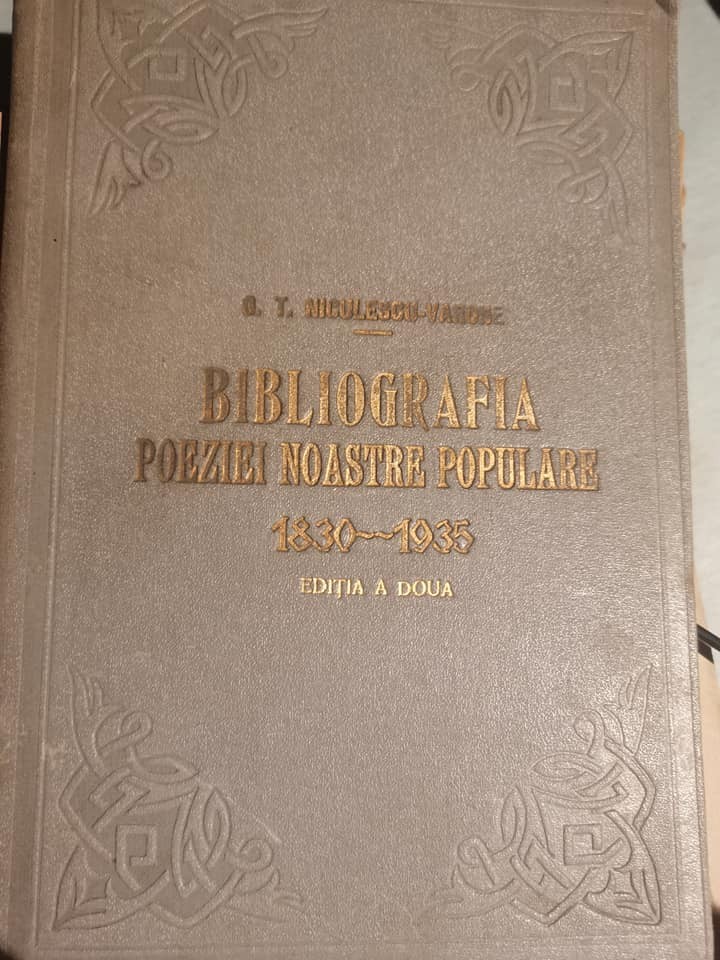 G. T. NICULESCU-VARONE
BIBLIOGRAFIA
POEZIEI NOASTRE POPULARE
1830~~1935
EDIȚIA A DOUA